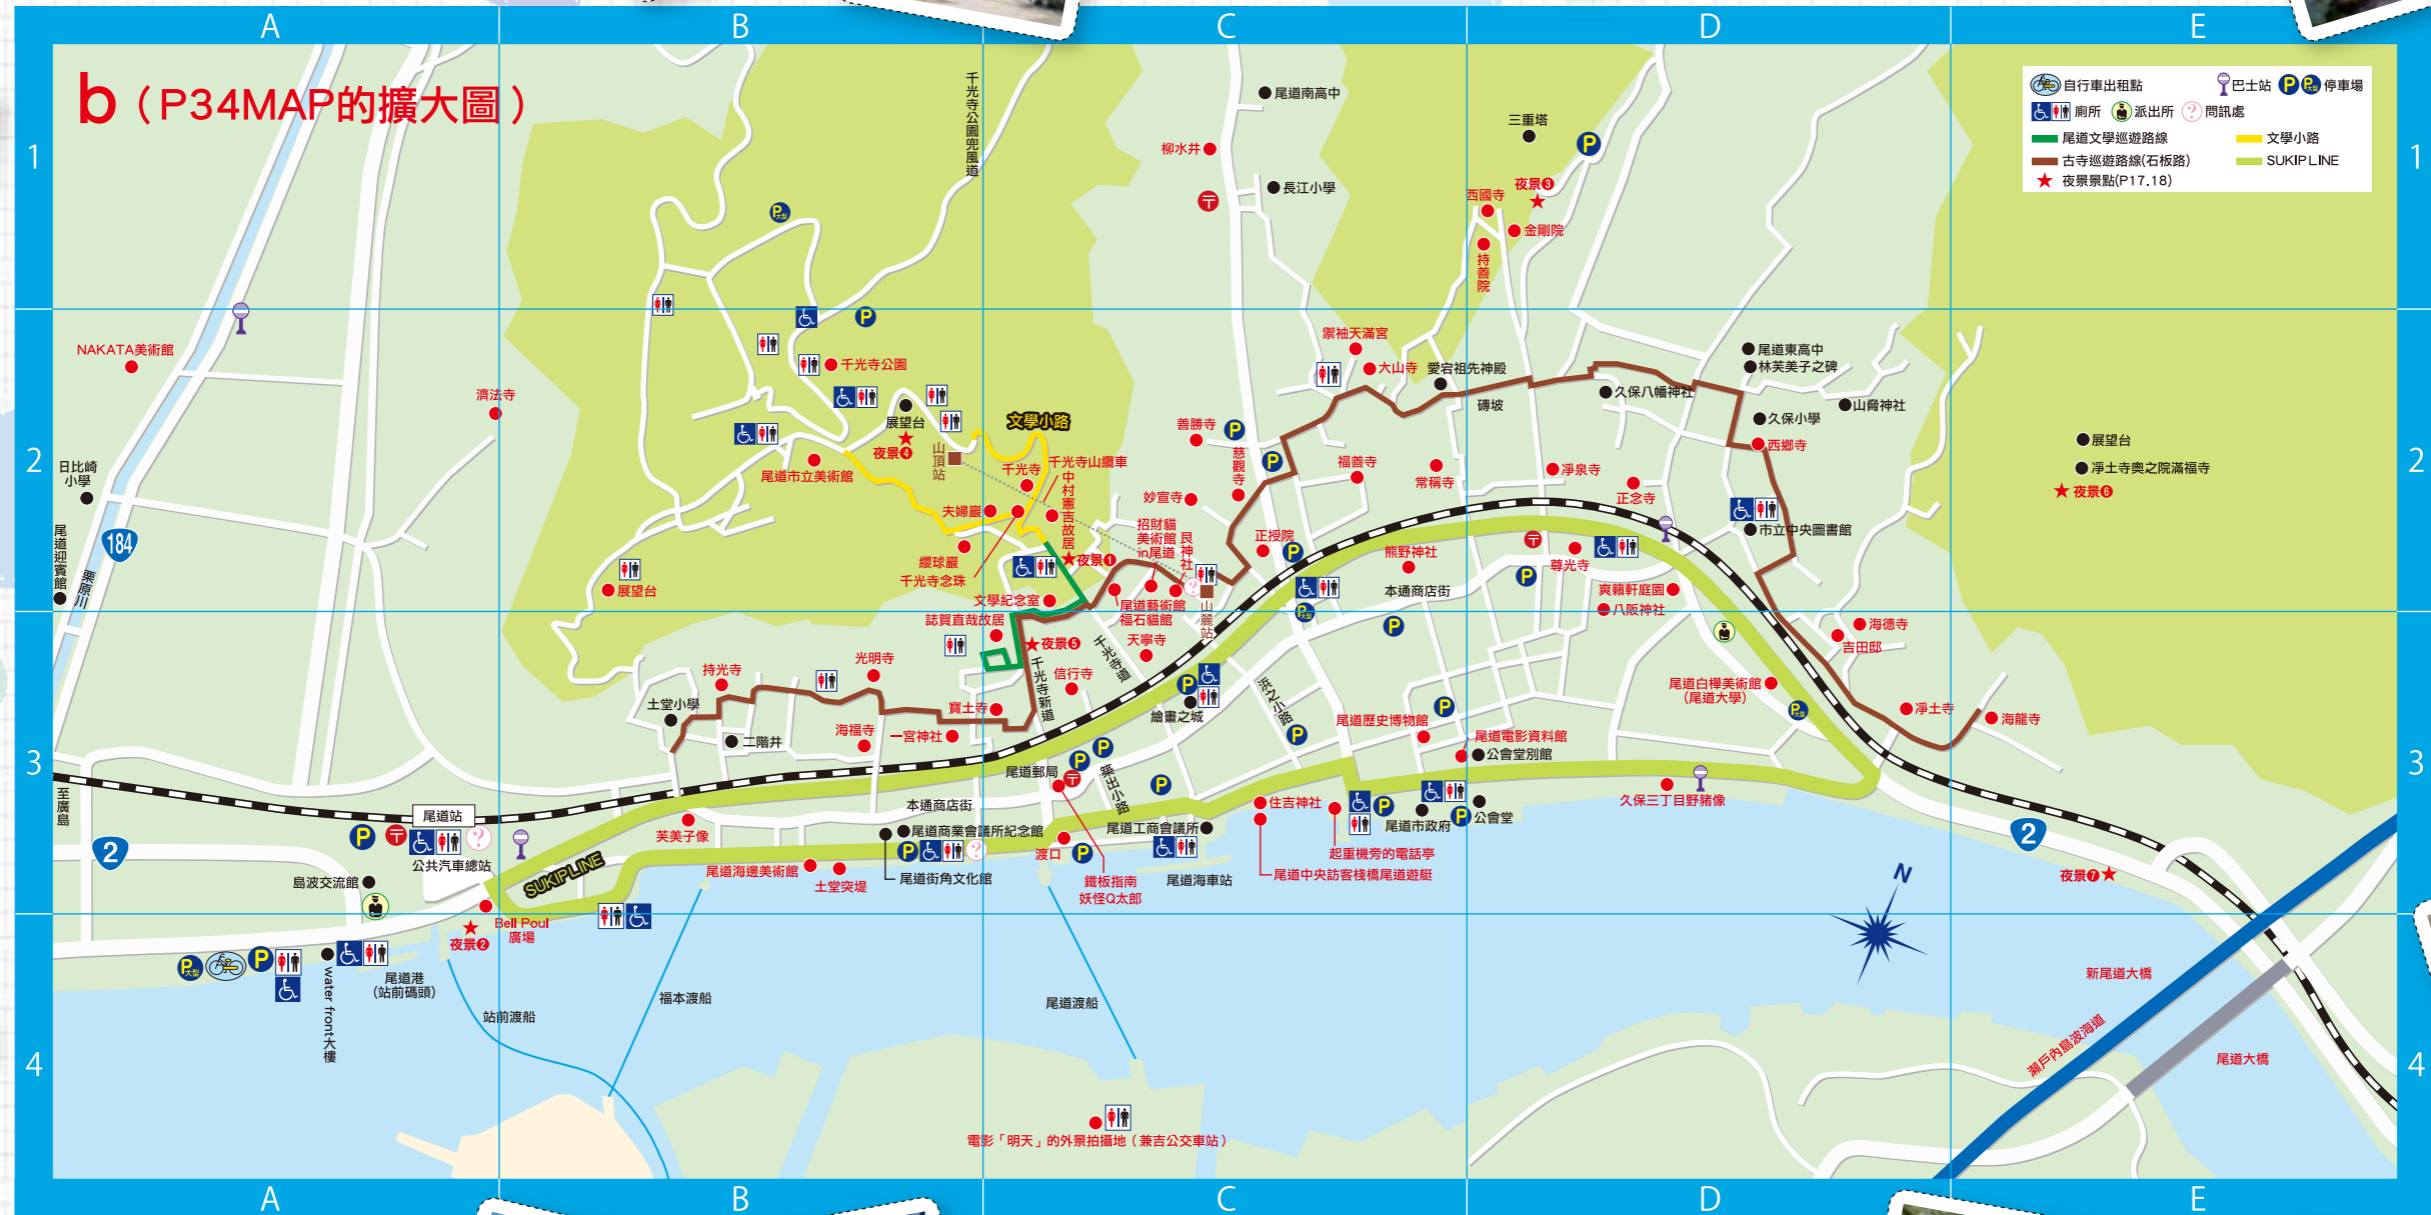 A
B
C
D
E
b（P34MAP的擴大圖）
1
1
自行車出租點
巴士站
P
P大型
停車場
廁所
派出所
?
問訊處
尾道文學巡遊路線
文學小路
古寺巡遊路線(石板路)
SUKIPLINE
夜景景點(P17.18)
千光寺公園兜風道
尾道南高中
柳水井
長江小學
三重塔
西國寺
夜景❸
金剛院
持善院
2
2
NAKATA美術館
濟法寺
日比崎
小學
尾道迎賓館
184
栗原川
千光寺公園
展望台
夜景❹
山頂站
尾道市立美術館
文學小路
千光寺
千光寺山纜車
中村憲吉故居
夫婦巖
纓球巖
千光寺念珠
夜景❶
文學紀念室
展望台
禦袖天滿宮
大山寺
愛宕祖先神殿
磚坡
善勝寺
慈觀寺
福善寺
常稱寺
妙宣寺
招財貓
美術館
in尾道
艮神社
正授院
熊野神社
尾道藝術館
福石貓館
山麓站
本通商店街
久保八幡神社
尾道東高中
林芙美子之碑
山脅神社
久保小學
西鄉寺
淨泉寺
正念寺
市立中央圖書館
尊光寺
爽籟軒庭園
八阪神社
展望台
淨土寺奧之院滿福寺
夜景❻
3
3
誌賀直哉故居
夜景❺
千光寺新道
千光寺道
天寧寺
信行寺
寶土寺
持光寺
光明寺
土堂小學
二階井
海福寺
一宮神社
繪畫之城
浜之小路
尾道歷史博物館
尾道電影資料館
公會堂別館
尾道白樺美術館
（尾道大學）
海德寺
吉田邸
淨土寺
海龍寺
至廣島
尾道站
2
公共汽車總站
島波交流館
SUKIPLINE
芙美子像
本通商店街
尾道商業會議所紀念館
尾道街角文化館
尾道海邊美術館
土堂突堤
尾道郵局
築出小路
渡口
鐵板指南
妖怪Q太郎
尾道工商會議所
尾道海車站
住吉神社
尾道中央訪客棧橋尾道遊艇
起重機旁的電話亭
尾道市政府
公會堂
久保三丁目野豬像
2
夜景❼
Bell Poul
廣場
夜景❷
4
4
water front大樓
尾道港
（站前碼頭）
站前渡船
福本渡船
尾道渡船
電影「明天」的外景拍攝地（兼吉公交車站）
N
新尾道大橋
瀨戶內島波海道
尾道大橋
A
B
C
D
E